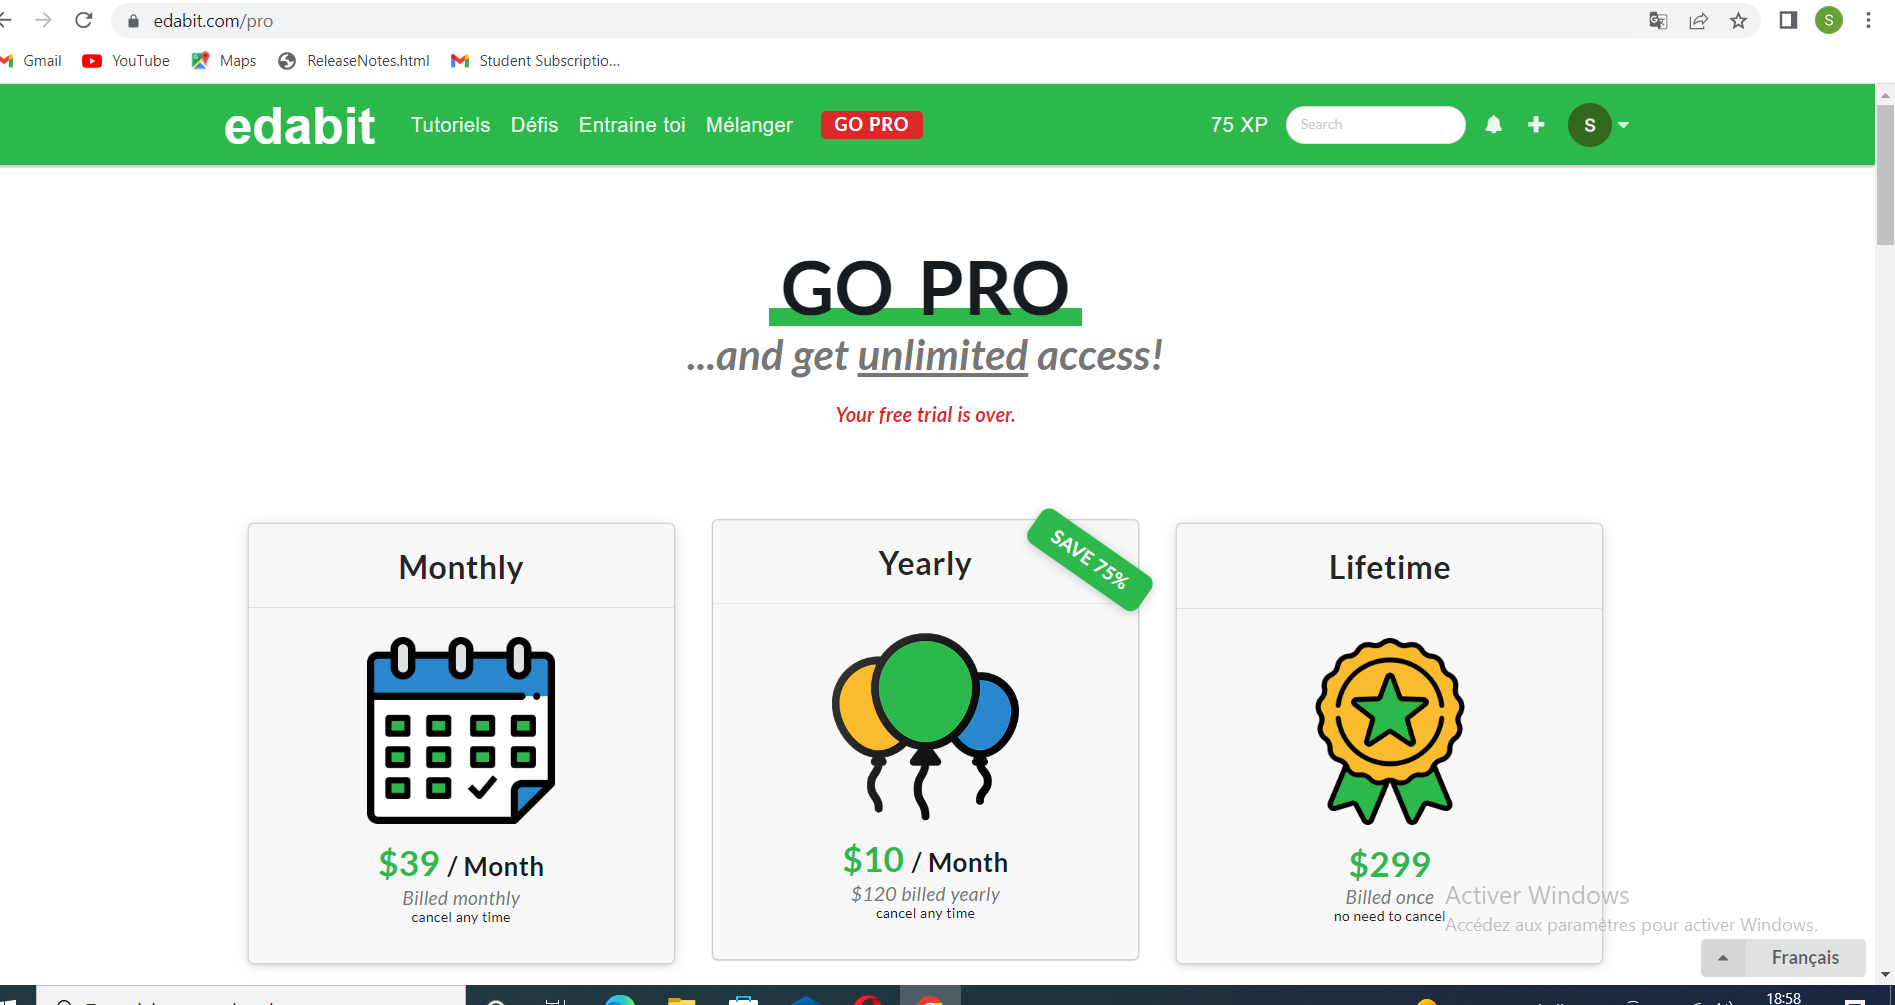 edabit.com/pro
S
Gmail
YouTube
Maps
ReleaseNotes.html
Student Subscriptio...
edabit
Tutoriels
Défis
Entraine toi
Mélanger
GO PRO
75 XP
Search
S
GO PRO
...and get unlimited access!
Your free trial is over.
Monthly
$39 / Month
Billed monthly
cancel any time
Yearly
SAVE 75%
$10 / Month
$120 billed yearly
cancel any time
Lifetime
$299
Billed once
no need to cancel
Activer Windows
Accédez aux paramètres pour activer Windows.
Français
18:58